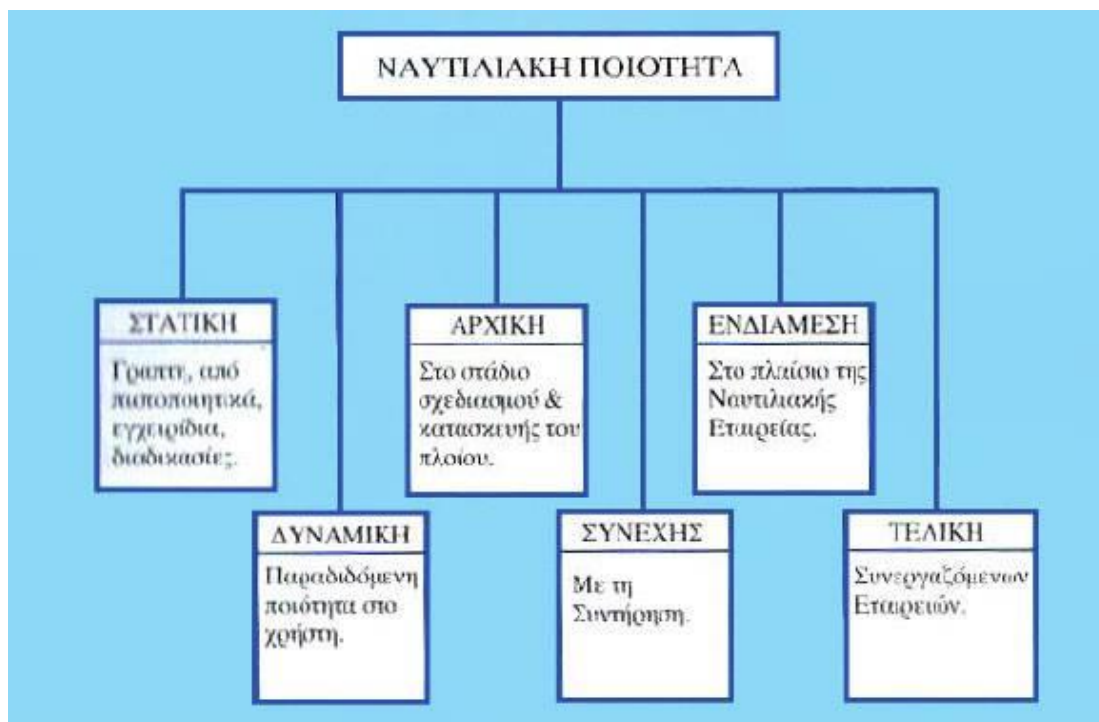 ΝΑΥΤΙΛΙΑΚΗ ΠΟΙΟΤΗΤΑ
ΣΤΑΤΙΚΗ
Γραπτη, από
πιστοποιητικά,
εγχειρίδια,
διαδικασίες.
ΑΡΧΙΚΗ
Στο στάδιο
σχεδιασμού &
κατασκευής του
πλοίου.
ΕΝΔΙΑΜΕΣΗ
Στο πλαίσιο της
Ναυτιλιακής
Εταιρείας.
ΔΥΝΑΜΙΚΗ
Παραδιδόμενη
ποιότητα στο
χρήστη.
ΣΥΝΕΧΗΣ
Με τη
Συντήρηση.
ΤΕΛΙΚΗ
Συνεργαζόμενων
Εταιρειών.